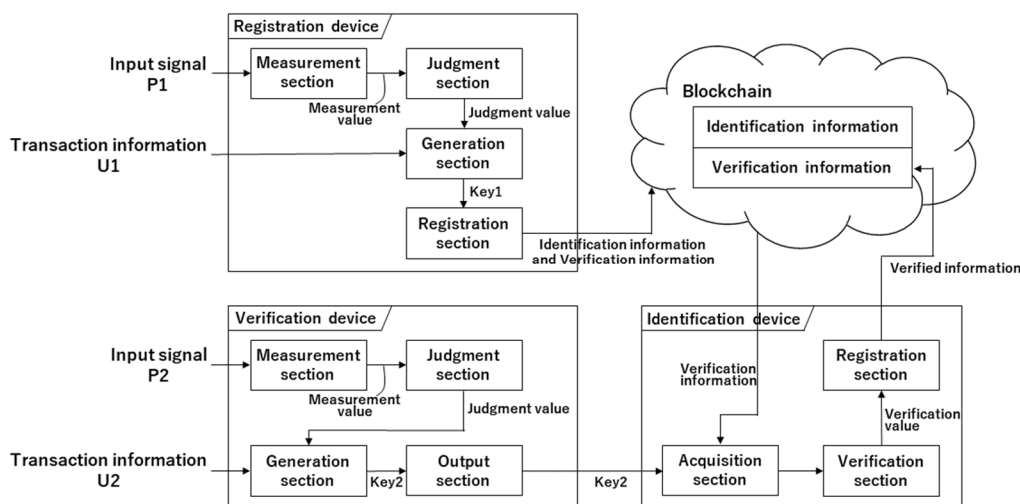 Registration device
Input signal
P1
Measurement
section
Measurement
value
Judgment
section
Judgment value
Transaction information
U1
Generation
section
Key1
Registration
section
Identification information
and Verification information
Blockchain
Identification information
Verification information
Verified information
Verification device
Input signal
P2
Measurement
section
Measurement
value
Judgment
section
Judgment value
Transaction information
U2
Generation
section
Key2
Output
section
Key2
Identification device
Verification
information
Registration
section
Verification
value
Acquisition
section
Verification
section